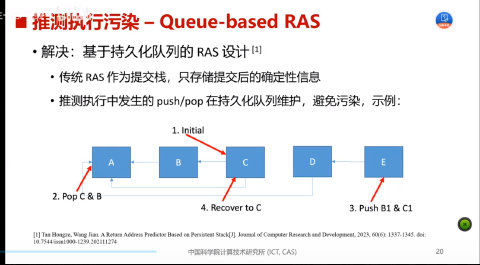 推测执行污染 – Queue-based RAS
• 解决：基于持久化队列的 RAS 设计 [1]
• 传统 RAS 作为提交栈，只存储提交后的确定性信息
• 推测执行中发生的 push/pop 在持久化队列维护，避免污染，示例：
1. Initial
A B C D E
2. Pop C & B
4. Recover to C
3. Push B1 & C1
[1] Tan Hongze, Wang Jian. A Return Address Predictor Based on Persistent Stack[J]. Journal of Computer Research and Development, 2023, 60(6): 1337-1345. doi:
10.7544/issn1000-1239.202111274
中国科学院计算技术研究所 (ICT, CAS)
20